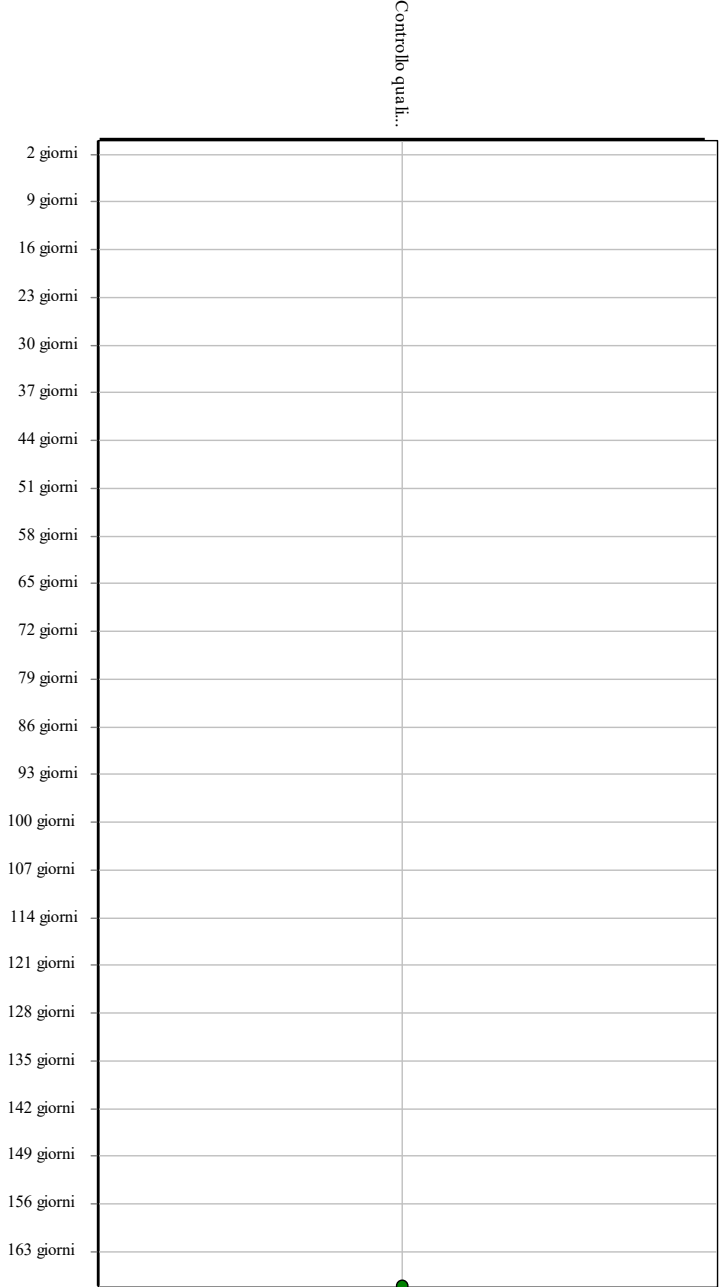 Controllo quali...
2 giorni
9 giorni
16 giorni
23 giorni
30 giorni
37 giorni
44 giorni
51 giorni
58 giorni
65 giorni
72 giorni
79 giorni
86 giorni
93 giorni
100 giorni
107 giorni
114 giorni
121 giorni
128 giorni
135 giorni
142 giorni
149 giorni
156 giorni
163 giorni